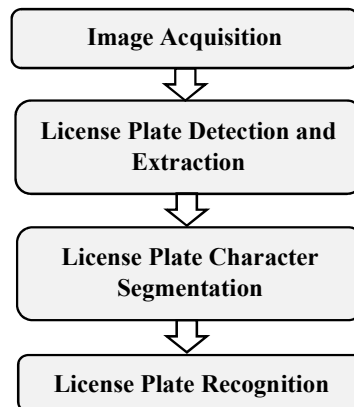 Image Acquisition
License Plate Detection and
Extraction
License Plate Character
Segmentation
License Plate Recognition